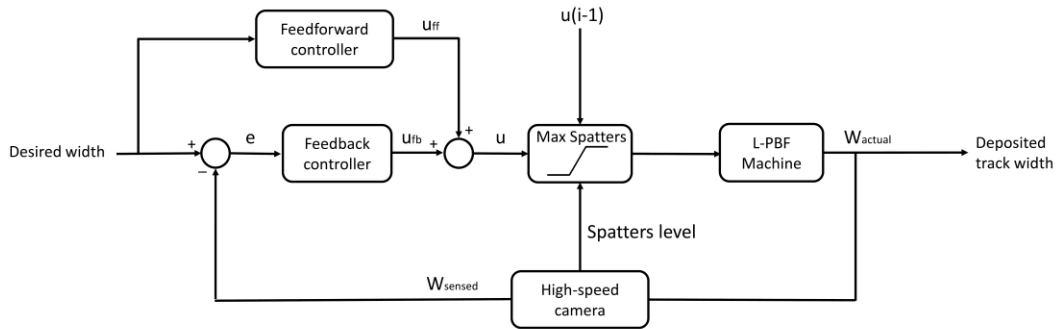 Feedforward
controller
uff
u(i-1)
Desired width
+
−
e
Feedback
controller
ufb
+
+
u
Max Spatters
L-PBF
Machine
Wactual
Deposited
track width
Spatters level
Wsensed
High-speed
camera